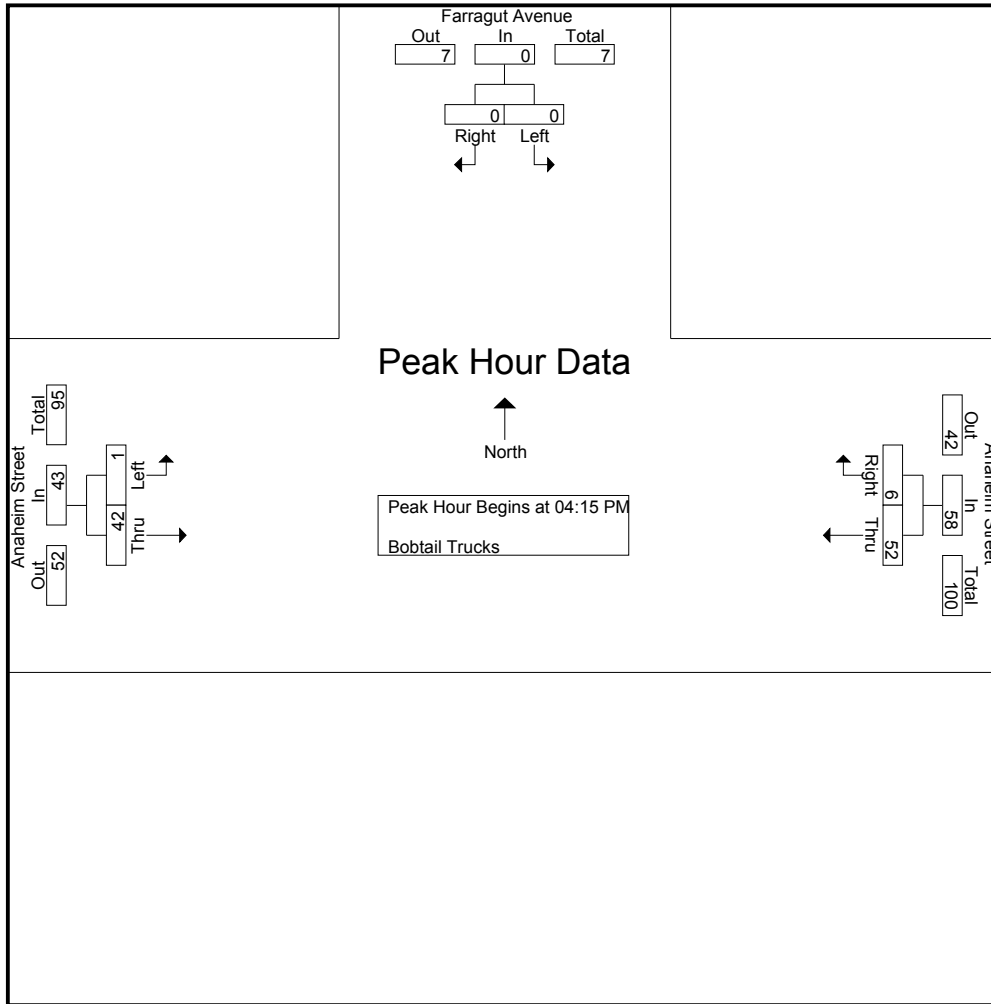 Farragut Avenue
Out In Total
7 0 7
0 0
Right Left
Peak Hour Data
North
Peak Hour Begins at 04:15 PM
Bobtail Trucks
Anaheim Street
Total In Out
95 43 52
1 42
Left Thru
Anaheim Street
Out In Total
42 58 100
6 52
Right Thru